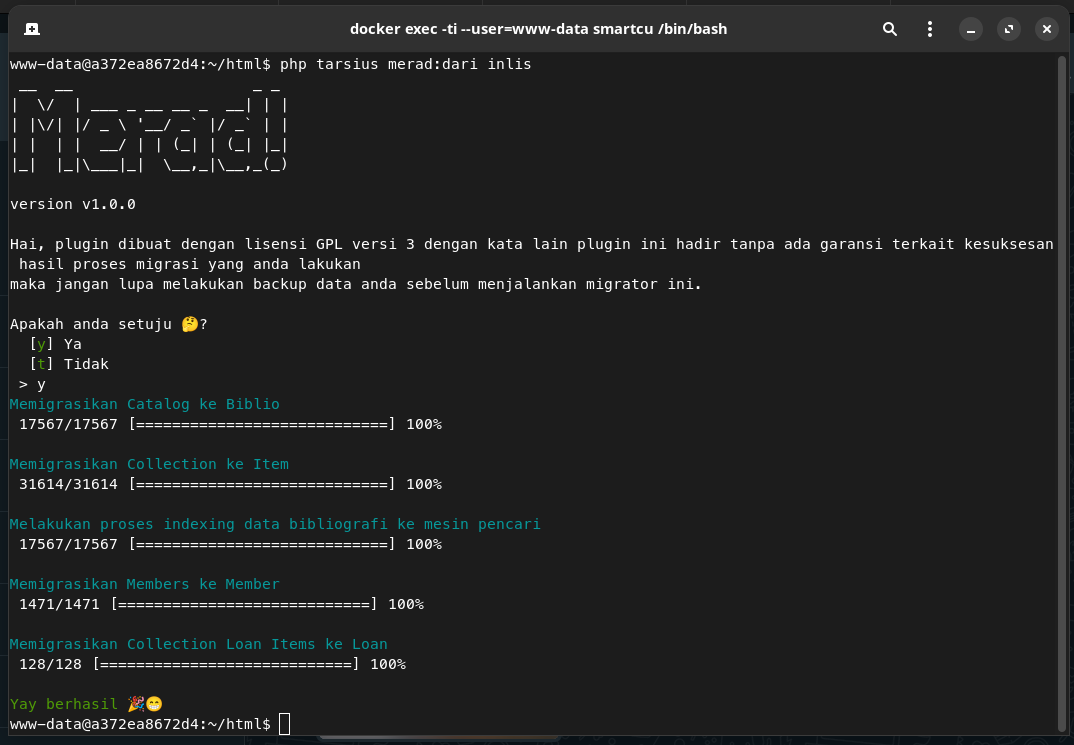 docker exec -ti --user=www-data smartcu /bin/bash
www-data@a372ea8672d4:~/html$ php tarsius merad:dari inlis
 __  __                    _ _
|  \/  | ___ _ __ __ _  __| | |
| |\/| |/ _ \ '__/ _` |/ _` | |
| |  | |  __/ | | (_| | (_| |_|
|_|  |_|\___|_|  \__,_|\__,_(_)
version v1.0.0
Hai, plugin dibuat dengan lisensi GPL versi 3 dengan kata lain plugin ini hadir tanpa ada garansi terkait kesuksesan
hasil proses migrasi yang anda lakukan
maka jangan lupa melakukan backup data anda sebelum menjalankan migrator ini.
Apakah anda setuju 🤔?
[y] Ya
[t] Tidak
> y
Memigrasikan Catalog ke Biblio
17567/17567 [============================] 100%
Memigrasikan Collection ke Item
31614/31614 [============================] 100%
Melakukan proses indexing data bibliografi ke mesin pencari
17567/17567 [============================] 100%
Memigrasikan Members ke Member
1471/1471 [============================] 100%
Memigrasikan Collection Loan Items ke Loan
128/128 [============================] 100%
Yay berhasil 🎉😁
www-data@a372ea8672d4:~/html$